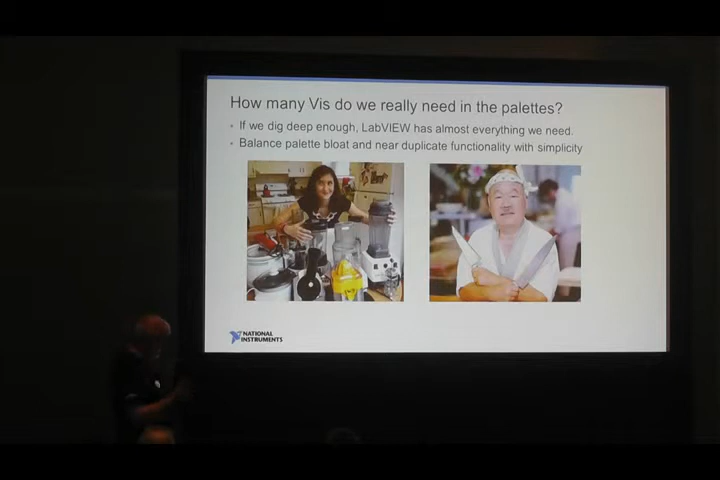 How many Vis do we really need in the palettes?
• If we dig deep enough, LabVIEW has almost everything we need.
• Balance palette bloat and near duplicate functionality with simplicity
NATIONAL
INSTRUMENTS